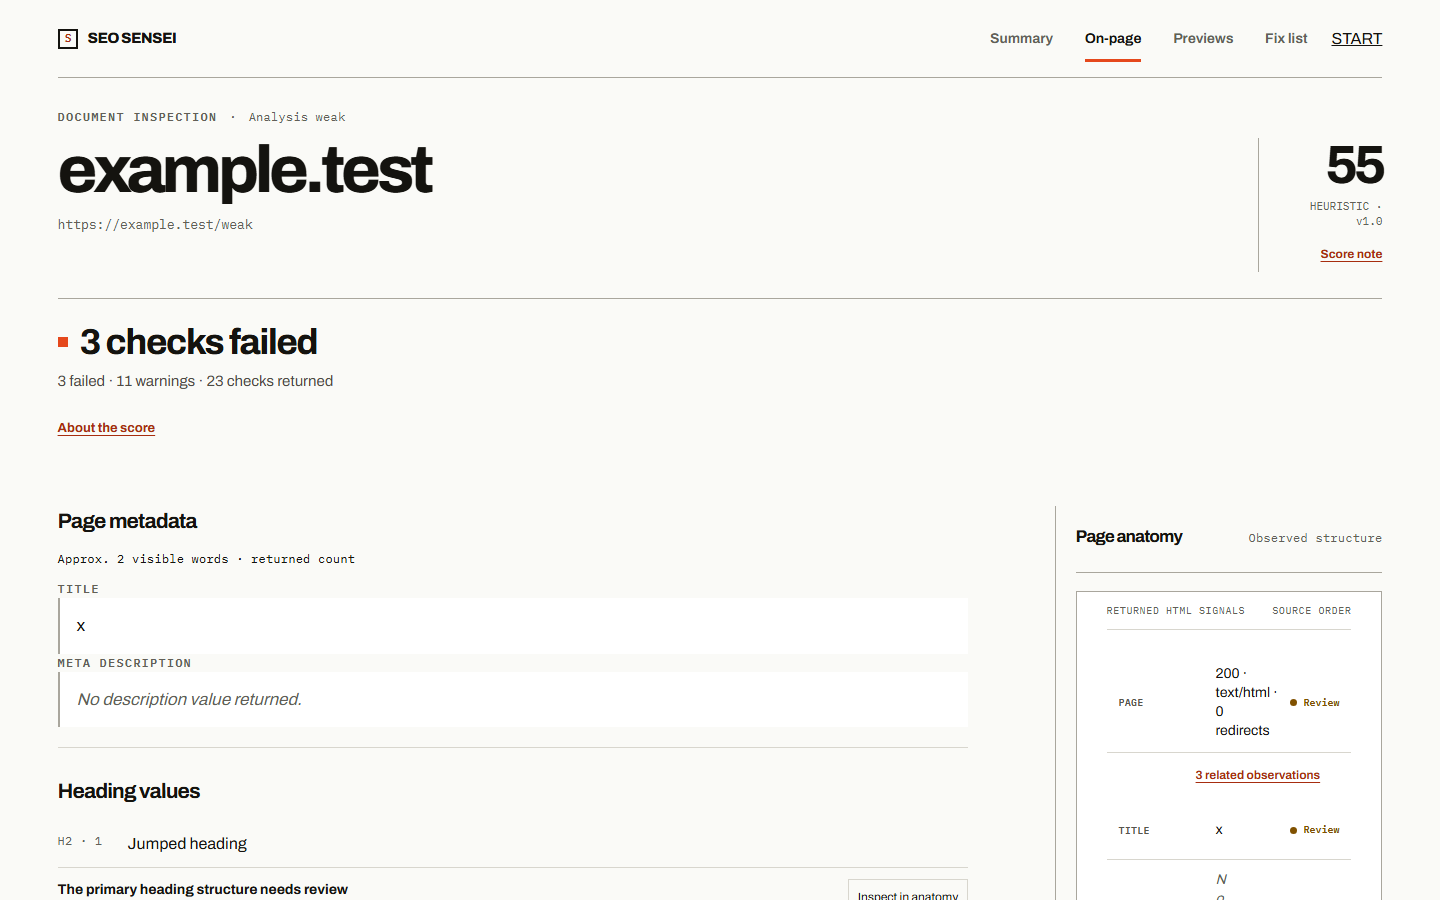 S SEO SENSEI
Summary On-page Previews Fix list START
DOCUMENT INSPECTION · Analysis weak
example.test
https://example.test/weak
55
HEURISTIC ·
v1.0
Score note
3 checks failed
3 failed · 11 warnings · 23 checks returned
About the score
Page metadata
Approx. 2 visible words · returned count
TITLE
x
META DESCRIPTION
No description value returned.
Heading values
H2 · 1 Jumped heading
The primary heading structure needs review
Inspect in anatomy
Page anatomy Observed structure
RETURNED HTML SIGNALS SOURCE ORDER
PAGE
200 ·
text/html ·
0
redirects
Review
3 related observations
TITLE x Review
N